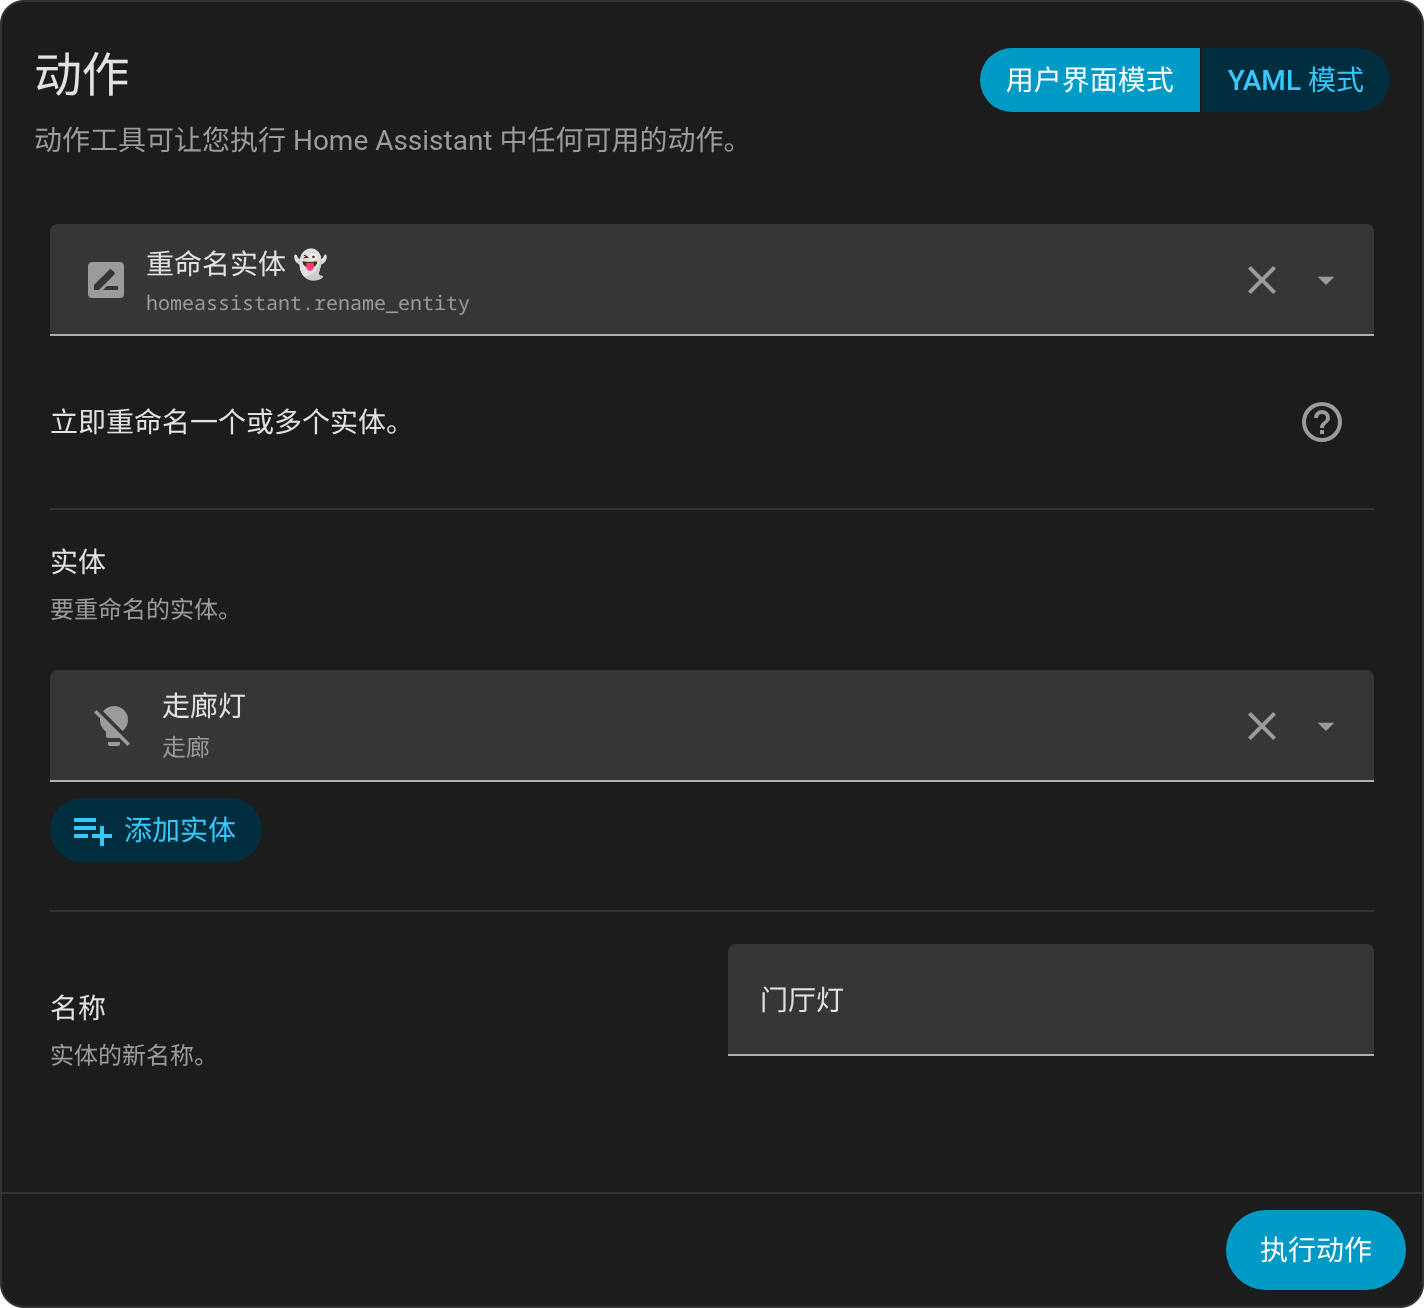 动作
用户界面模式
YAML 模式
动作工具可让您执行 Home Assistant 中任何可用的动作。
重命名实体 👻
homeassistant.rename_entity
立即重命名一个或多个实体。
实体
要重命名的实体。
走廊灯
走廊
添加实体
名称
实体的新名称。
门厅灯
执行动作